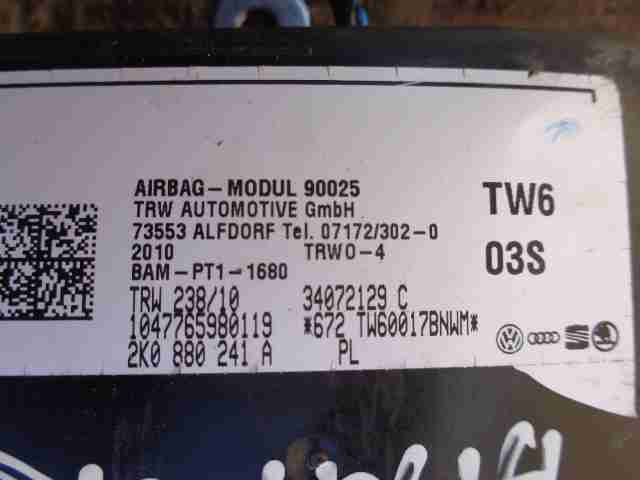 AIRBAG-MODUL 90025
TRW AUTOMOTIVE GmbH
73553 ALFDORF Tel. 07172/302-0
2010 TRWO-4
BAM-PT1-1680
TW6
03S
TRW 238/10 34072129 C
1047765980119 *672 TW60017BNWM*
2K0 880 241 A PL